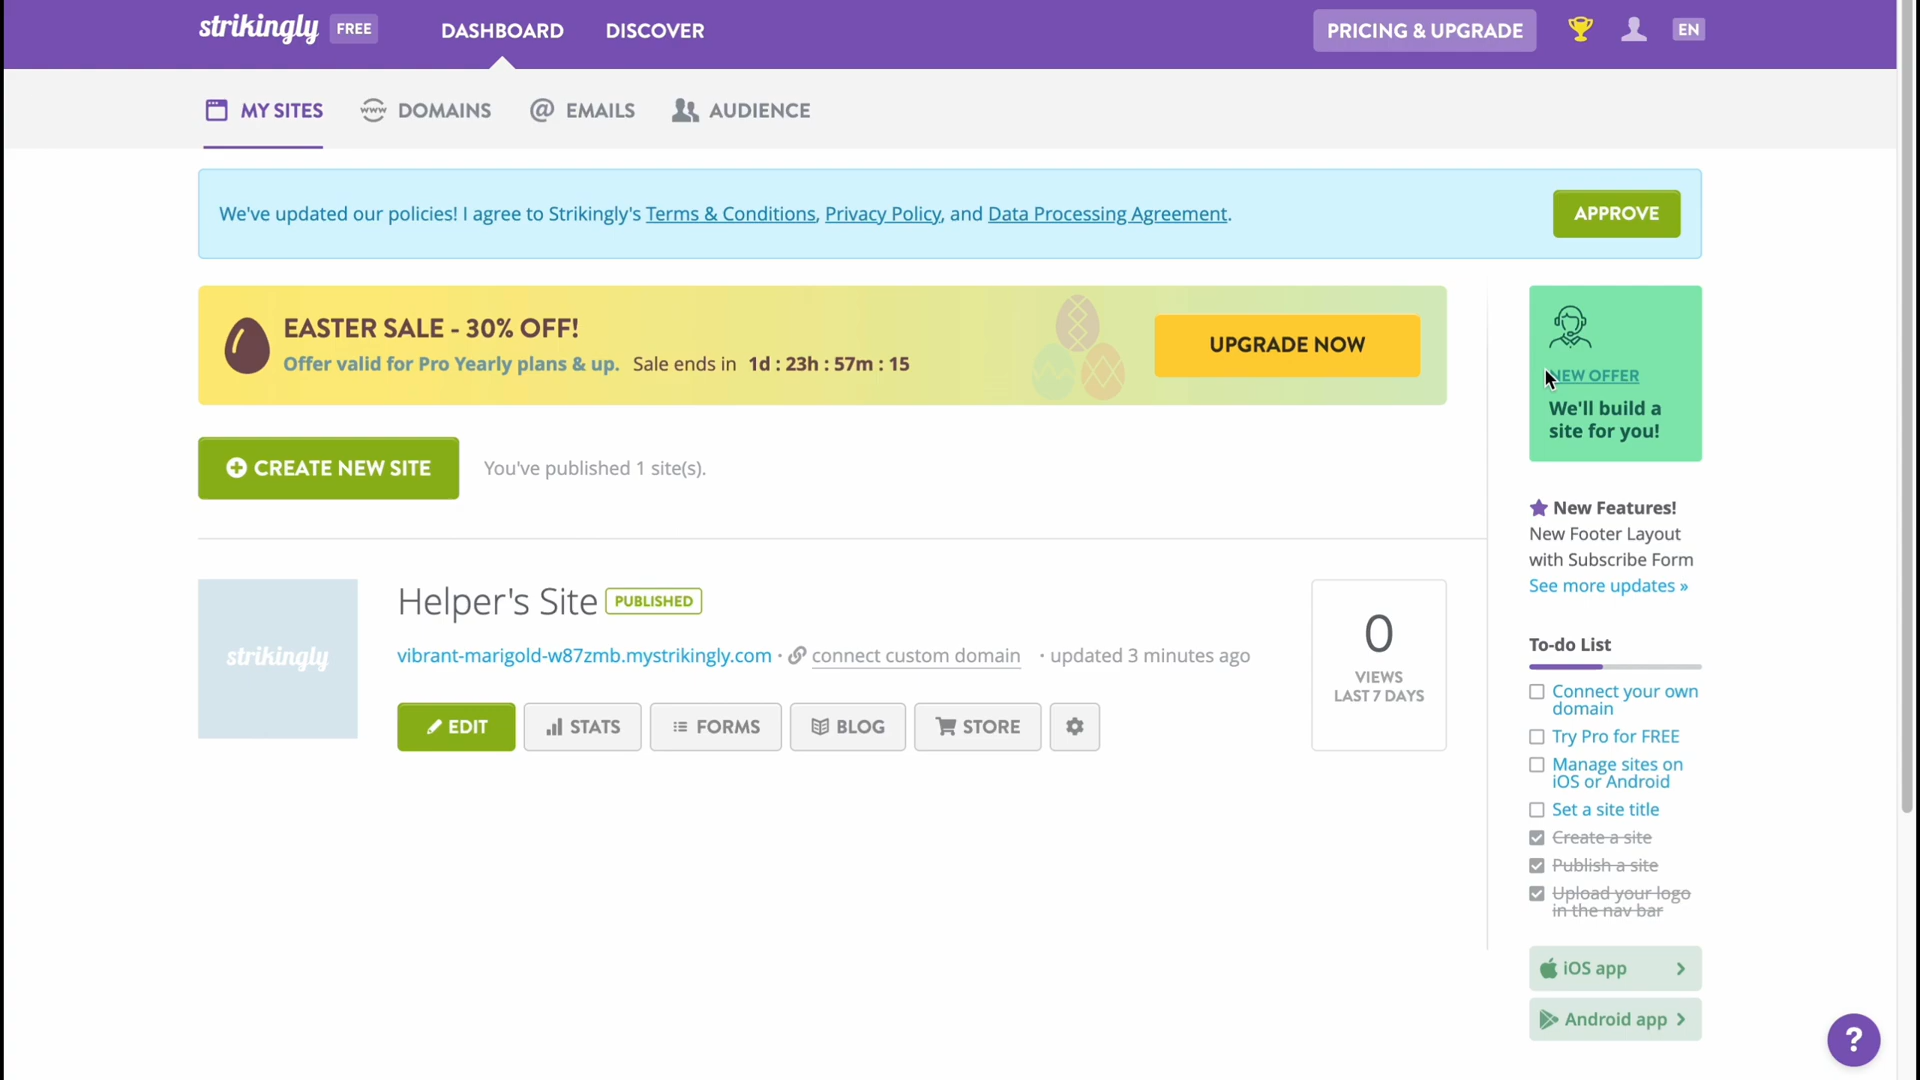 strikingly FREE DASHBOARD DISCOVER PRICING & UPGRADE EN
MY SITES DOMAINS EMAILS AUDIENCE
We've updated our policies! I agree to Strikingly's Terms & Conditions, Privacy Policy, and Data Processing Agreement. APPROVE
EASTER SALE - 30% OFF!
Offer valid for Pro Yearly plans & up. Sale ends in 1d : 23h : 57m : 15
UPGRADE NOW
CREATE NEW SITE You've published 1 site(s).
strikingly
Helper's Site PUBLISHED
vibrant-marigold-w87zmb.mystrikingly.com · connect custom domain · updated 3 minutes ago
EDIT STATS FORMS BLOG STORE
0
VIEWS
LAST 7 DAYS
NEW OFFER
We'll build a
site for you!
New Features!
New Footer Layout
with Subscribe Form
See more updates »
To-do List
Connect your own
domain
Try Pro for FREE
Manage sites on
iOS or Android
Set a site title
Create a site
Publish a site
Upload your logo
in the nav bar
iOS app
Android app
?